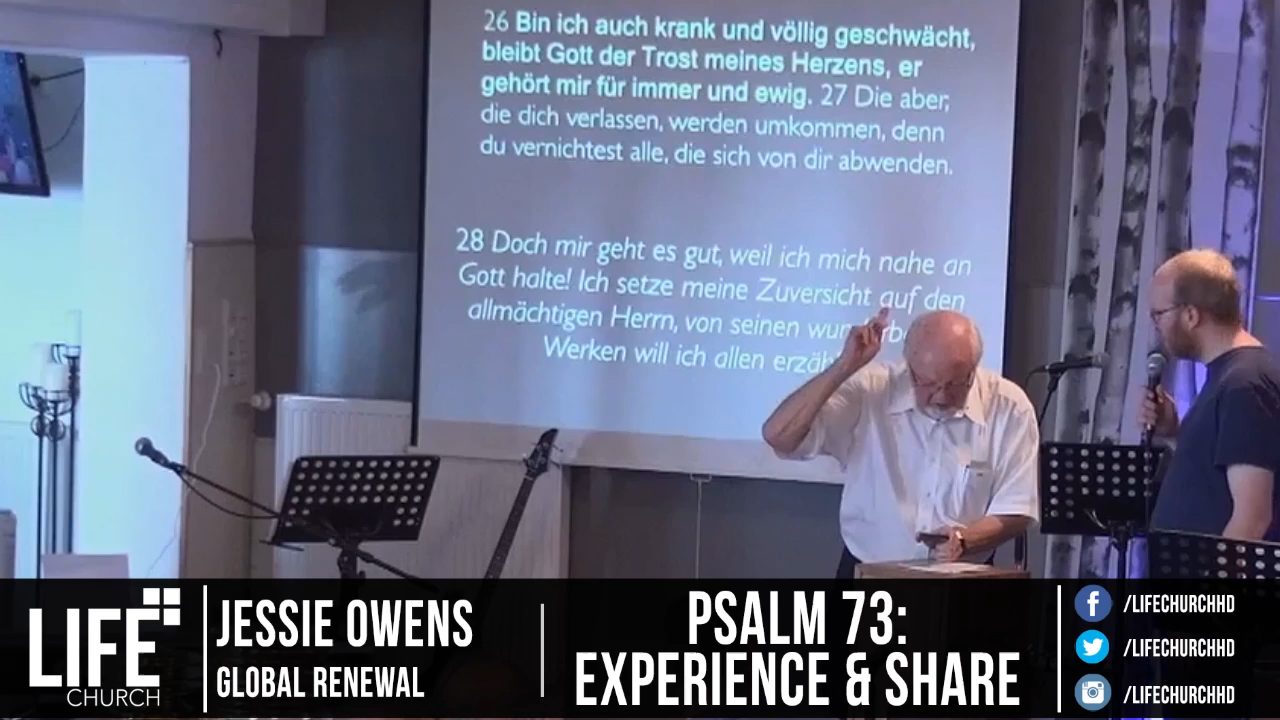 26 Bin ich auch krank und völlig geschwächt,
bleibt Gott der Trost meines Herzens, er
gehört mir für immer und ewig. 27 Die aber,
die dich verlassen, werden umkommen, denn
du vernichtest alle, die sich von dir abwenden.
28 Doch mir geht es gut, weil ich mich nahe an
Gott halte! Ich setze meine Zuversicht auf den
allmächtigen Herrn, von seinen
Werken will ich allen
LIFE
CHURCH
JESSIE OWENS
GLOBAL RENEWAL
PSALM 73:
EXPERIENCE & SHARE
/LIFECHURCHHD
/LIFECHURCHHD
/LIFECHURCHHD